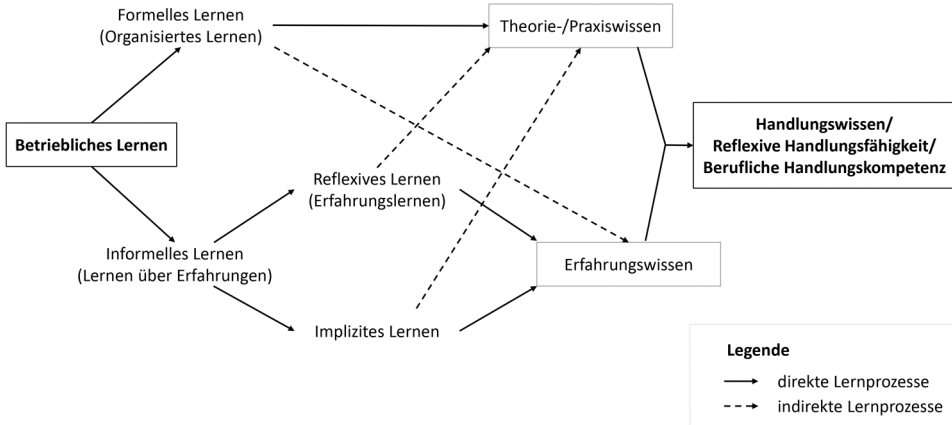 Formelles Lernen
(Organisiertes Lernen)
Theorie-/Praxiswissen
Betriebliches Lernen
Handlungswissen/
Reflexive Handlungsfähigkeit/
Berufliche Handlungskompetenz
Reflexives Lernen
(Erfahrungslernen)
Informelles Lernen
(Lernen über Erfahrungen)
Erfahrungswissen
Implizites Lernen
Legende
direkte Lernprozesse
indirekte Lernprozesse